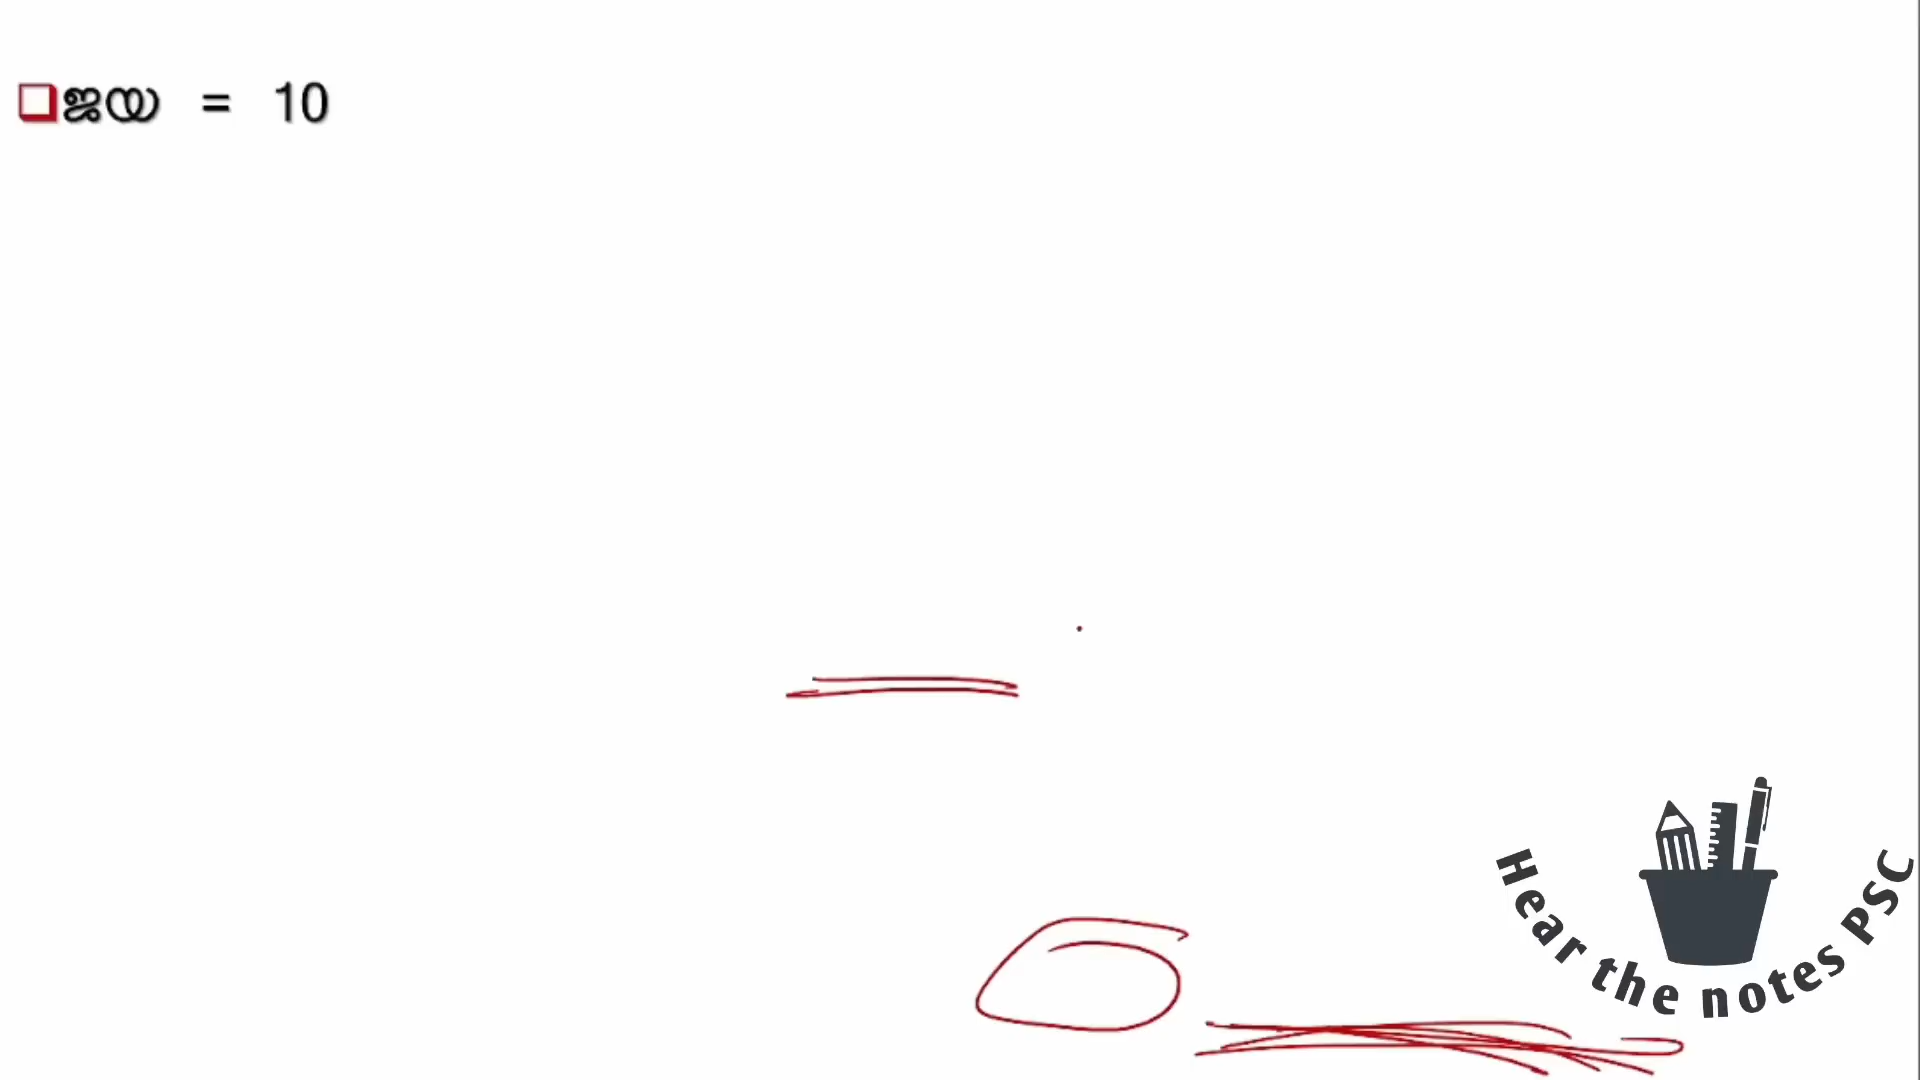 ജയ = 10
Hear the notes PSC